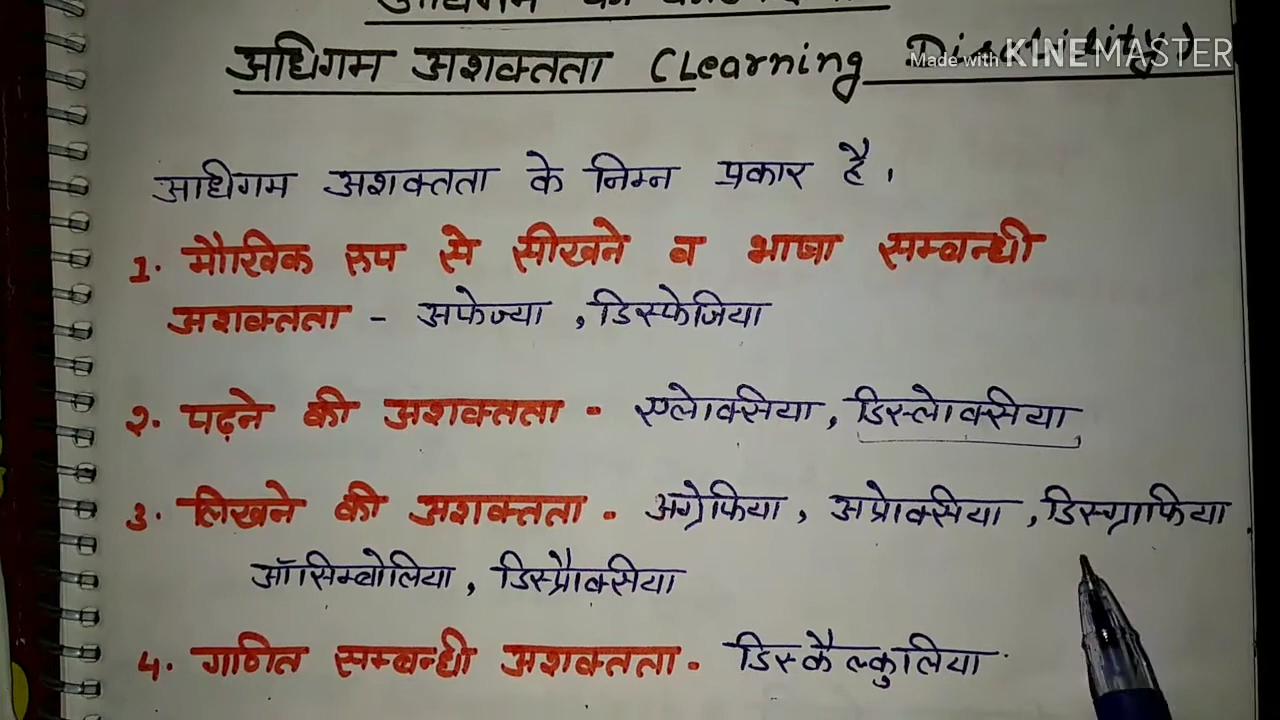 अधिगम अशक्तता (Learning Disability)
Made with KINEMASTER
अधिगम अशक्तता के निम्न प्रकार है।
1. मौखिक रूप से सीखने व भाषा सम्बन्धी
अशक्तता - अफेज्या , डिस्फेजिया
2. पढ़ने की अशक्तता - एलेक्सिया, डिस्लेक्सिया
3. लिखने की अशक्तता - अग्रेफिया, अप्रेक्सिया , डिस्ग्राफिया
ऑसिम्बोलिया, डिस्प्रैक्सिया
4. गणित सम्बन्धी अशक्तता - डिस्कैल्कुलिया